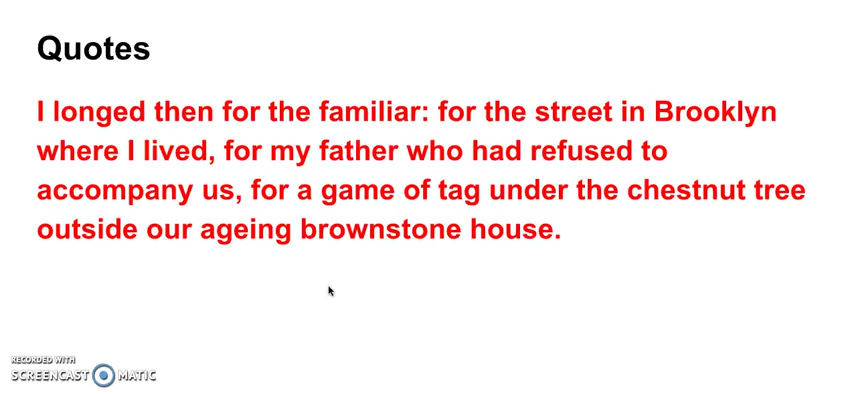 Quotes
I longed then for the familiar: for the street in Brooklyn
where I lived, for my father who had refused to
accompany us, for a game of tag under the chestnut tree
outside our ageing brownstone house.
RECORDED WITH
SCREENCAST MATIC